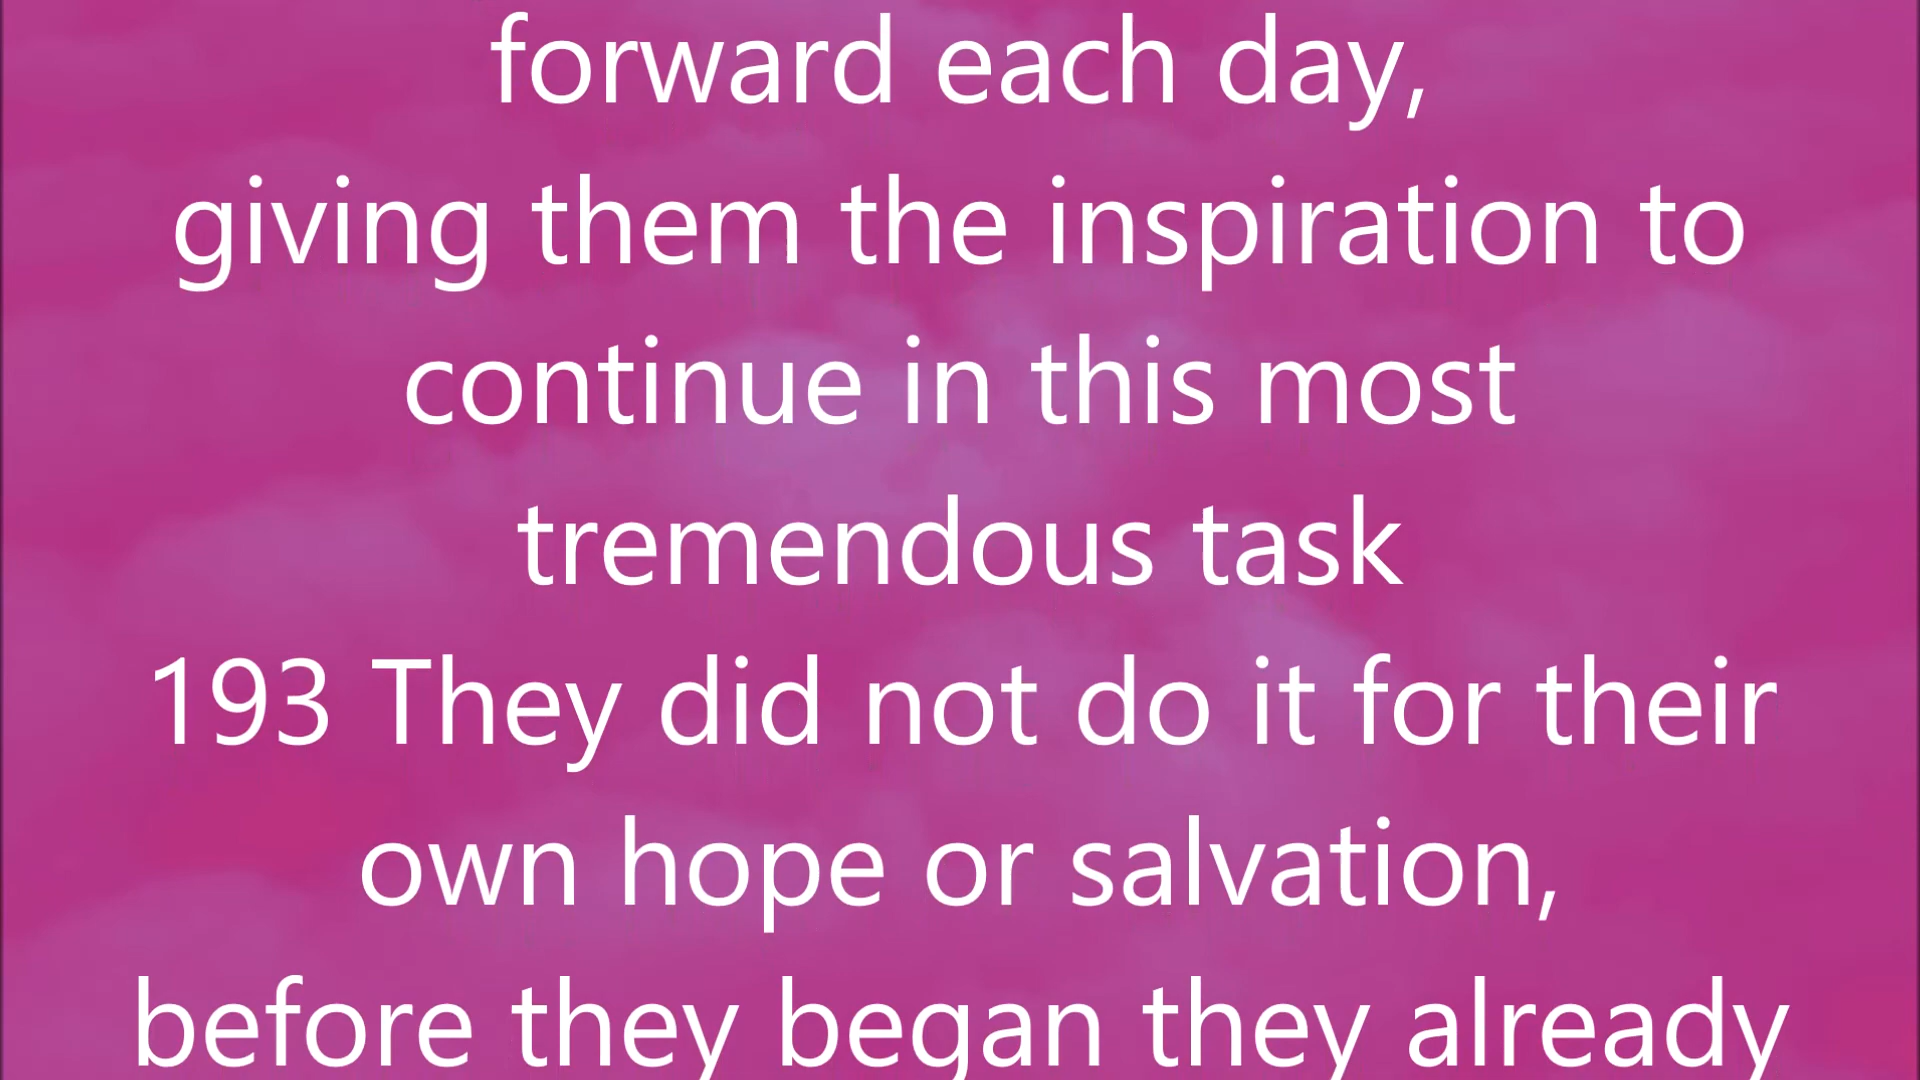 forward each day,
giving them the inspiration to
continue in this most
tremendous task
193 They did not do it for their
own hope or salvation,
before they began they already